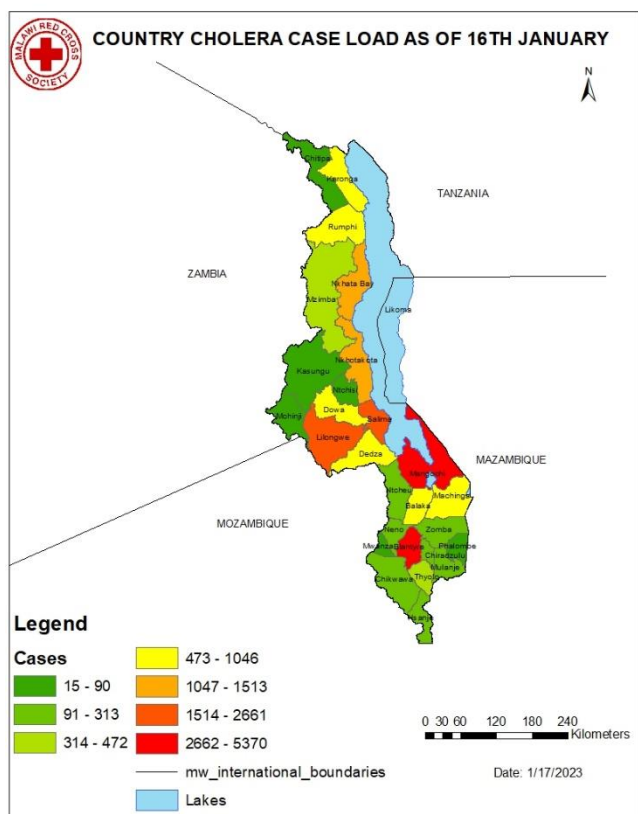 MALAWI RED CROSS
SOCIETY
COUNTRY CHOLERA CASE LOAD AS OF 16TH JANUARY
N
Chitipa
Karonga
TANZANIA
Rumphi
ZAMBIA
Nkhata Bay
Mzimba
Likoma
Nkhotakota
Kasungu
Ntchisi
Mchinji
Dowa
Salima
Lilongwe
Dedza
MAZAMBIQUE
Mangochi
Ntcheu
Machinga
MOZAMBIQUE
Balaka
Neno
Zomba
Mwanza
Blantyre
Phalombe
Chiradzulu
Mulanje
Thyolo
Chikwawa
Nsanje
Legend
Cases
15 - 90
91 - 313
314 - 472
473 - 1046
1047 - 1513
1514 - 2661
2662 - 5370
mw_international_boundaries
Lakes
0 30 60 120 180 240
Kilometers
Date: 1/17/2023